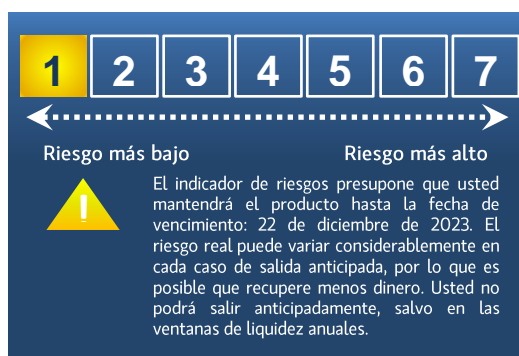 1 2 3 4 5 6 7
Riesgo más bajo Riesgo más alto
!
El indicador de riesgos presupone que usted
mantendrá el producto hasta la fecha de
vencimiento: 22 de diciembre de 2023. El
riesgo real puede variar considerablemente en
cada caso de salida anticipada, por lo que es
posible que recupere menos dinero. Usted no
podrá salir anticipadamente, salvo en las
ventanas de liquidez anuales.